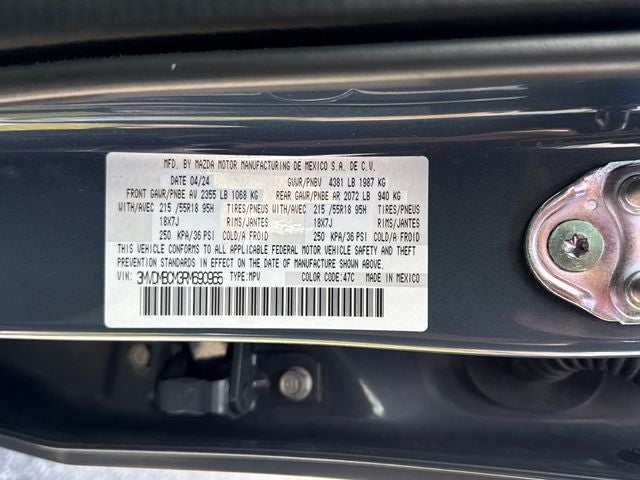 MFD. BY MAZDA MOTOR MANUFACTURING DE MEXICO S.A. DE C.V.
DATE 04/24 GVWR/PNBV 4381 LB 1987 KG
FRONT GAWR/PNBE AV 2355 LB 1068 KG REAR GAWR/PNBE AR 2072 LB 940 KG
WITH/AVEC 215 /55R18 95H TIRES/PNEUS WITH/AVEC 215 /55R18 95H TIRES/PNEUS
18X7J RIMS/JANTES 18X7J RIMS/JANTES
250 KPA/36 PSI COLD/A FROID 250 KPA/36 PSI COLD/A FROID
THIS VEHICLE CONFORMS TO ALL APPLICABLE FEDERAL MOTOR VEHICLE SAFETY AND THEFT
PREVENTION STANDARDS IN EFFECT ON THE DATE OF MANUFACTURE SHOWN ABOVE.
VIN: 3MVDMBCM3RM690965 TYPE:MPV COLOR CODE:47C MADE IN MEXICO